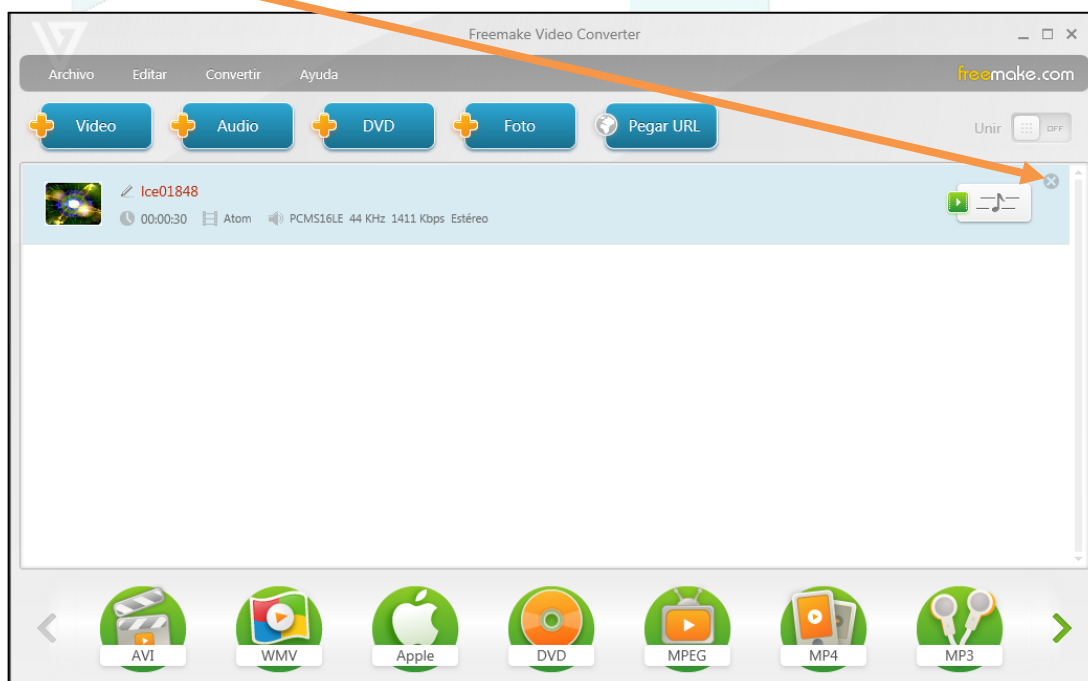 Freemake Video Converter
Archivo Editar Convertir Ayuda
freemake.com
Video Audio DVD Foto Pegar URL
Unir OFF
Ice01848
00:00:30 Atom PCMS16LE 44 KHz 1411 Kbps Estéreo
AVI WMV Apple DVD MPEG MP4 MP3